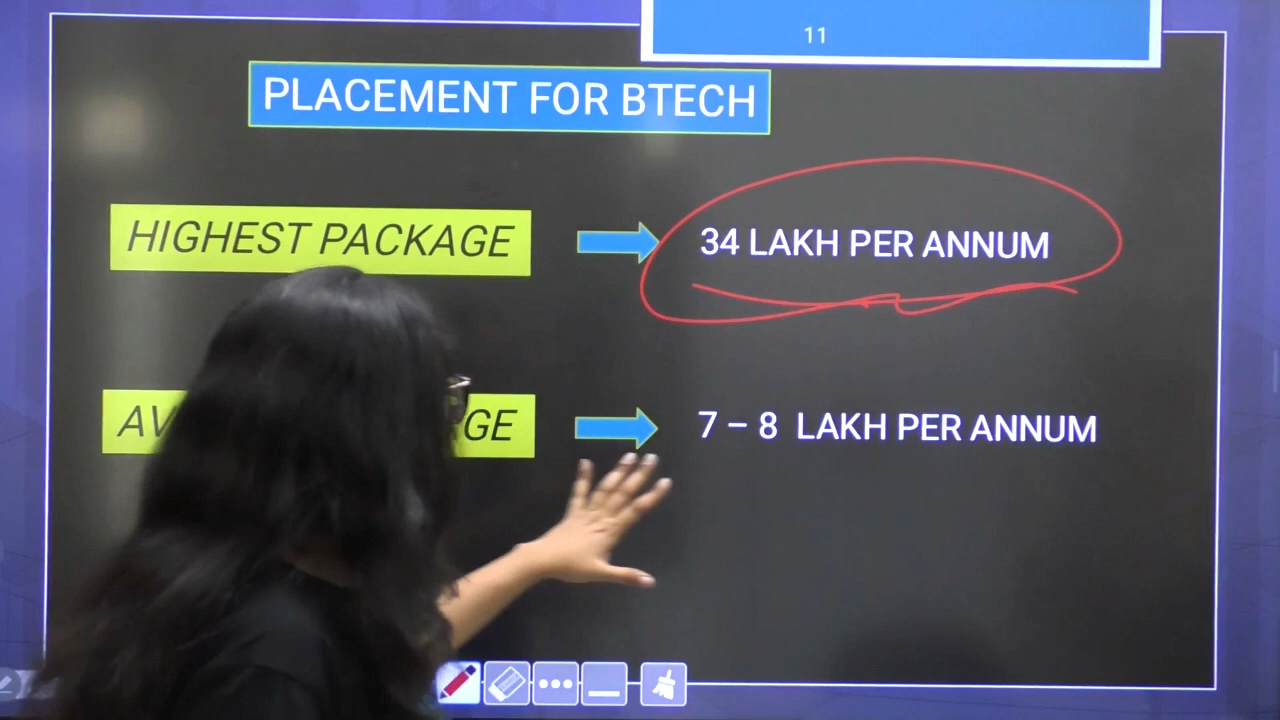 11
PLACEMENT FOR BTECH
HIGHEST PACKAGE
34 LAKH PER ANNUM
7 – 8 LAKH PER ANNUM